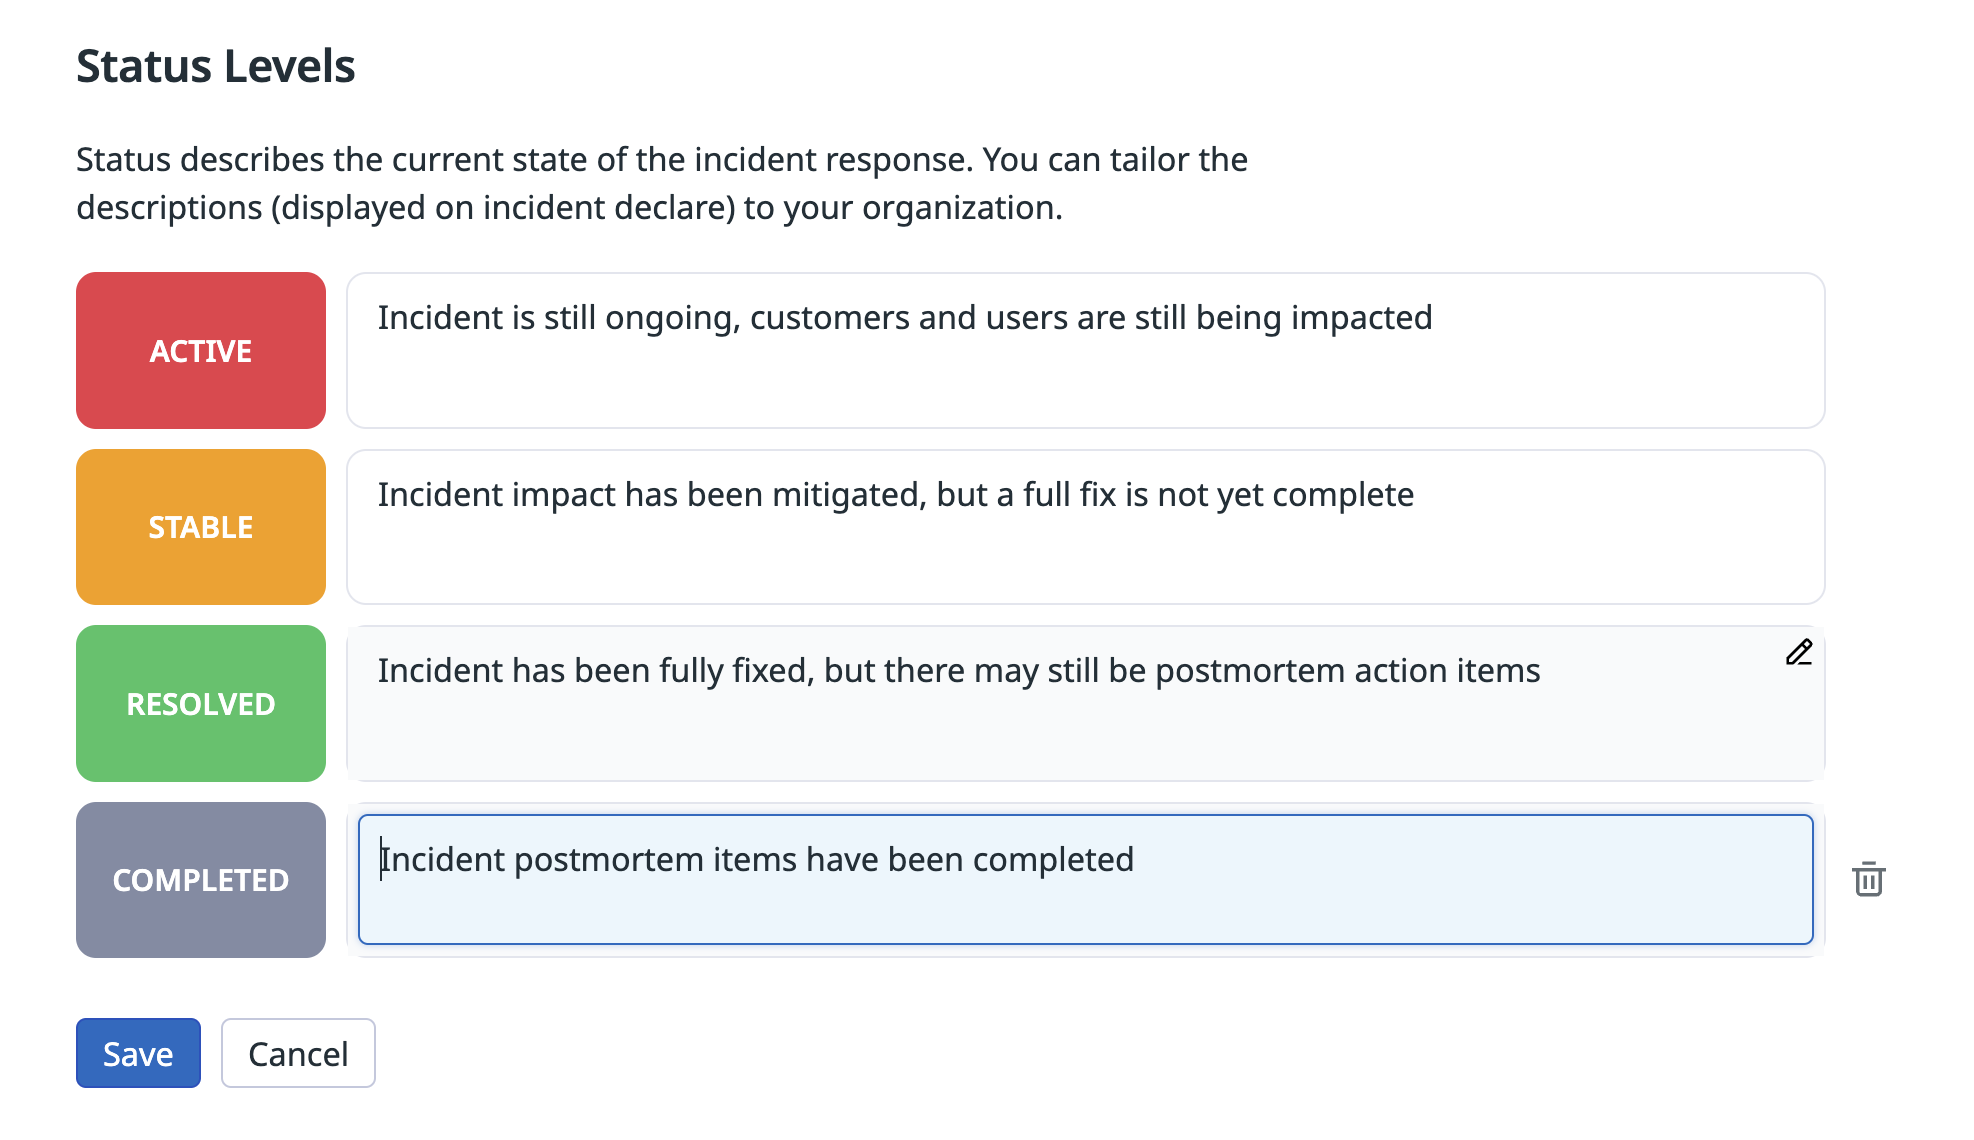 Status Levels
Status describes the current state of the incident response. You can tailor the
descriptions (displayed on incident declare) to your organization.
ACTIVE
Incident is still ongoing, customers and users are still being impacted
STABLE
Incident impact has been mitigated, but a full fix is not yet complete
RESOLVED
Incident has been fully fixed, but there may still be postmortem action items
COMPLETED
Incident postmortem items have been completed
Save
Cancel